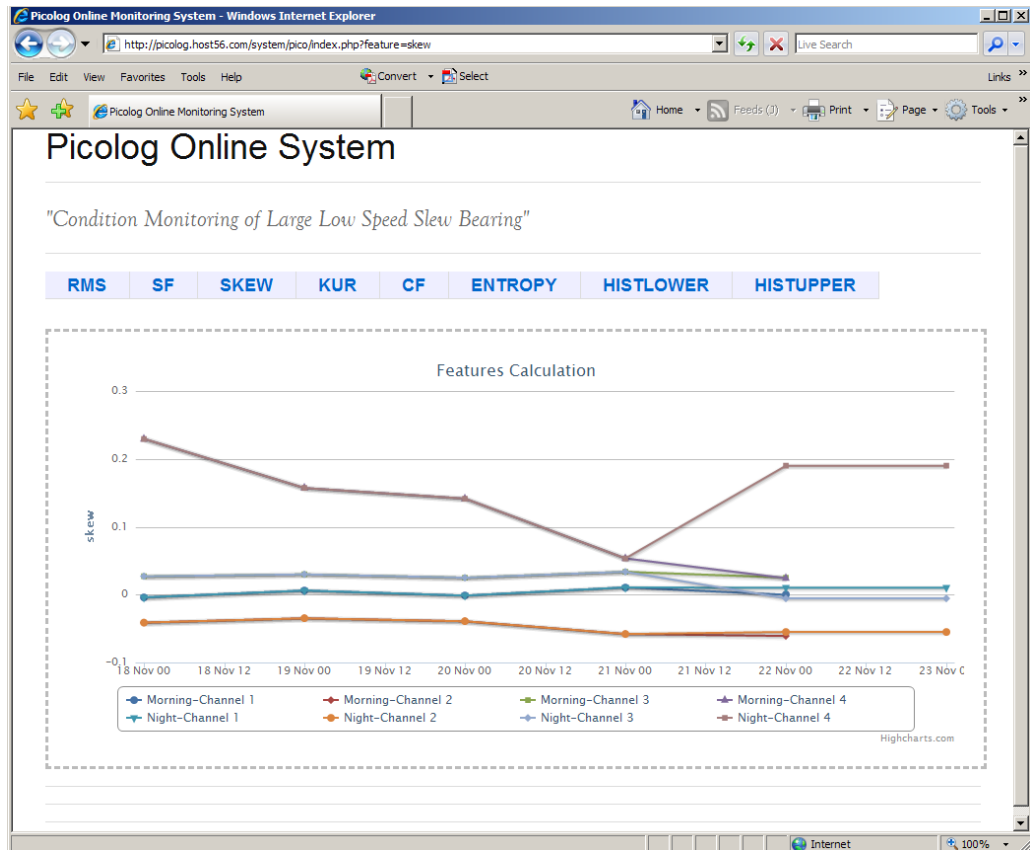 Picolog Online Monitoring System - Windows Internet Explorer
http://picolog.host56.com/system/pico/index.php?feature=skew
Live Search
File Edit View Favorites Tools Help Convert Select Links »
Picolog Online Monitoring System Home Feeds (J) Print Page Tools »
Picolog Online System
"Condition Monitoring of Large Low Speed Slew Bearing"
RMS SF SKEW KUR CF ENTROPY HISTLOWER HISTUPPER
Features Calculation
0.3
0.2
skew
0.1
0
-0.1
18 Nov 00 18 Nov 12 19 Nov 00 19 Nov 12 20 Nov 00 20 Nov 12 21 Nov 00 21 Nov 12 22 Nov 00 22 Nov 12 23 Nov
Morning-Channel 1 Morning-Channel 2 Morning-Channel 3 Morning-Channel 4
Night-Channel 1 Night-Channel 2 Night-Channel 3 Night-Channel 4
Highcharts.com
Internet 100%